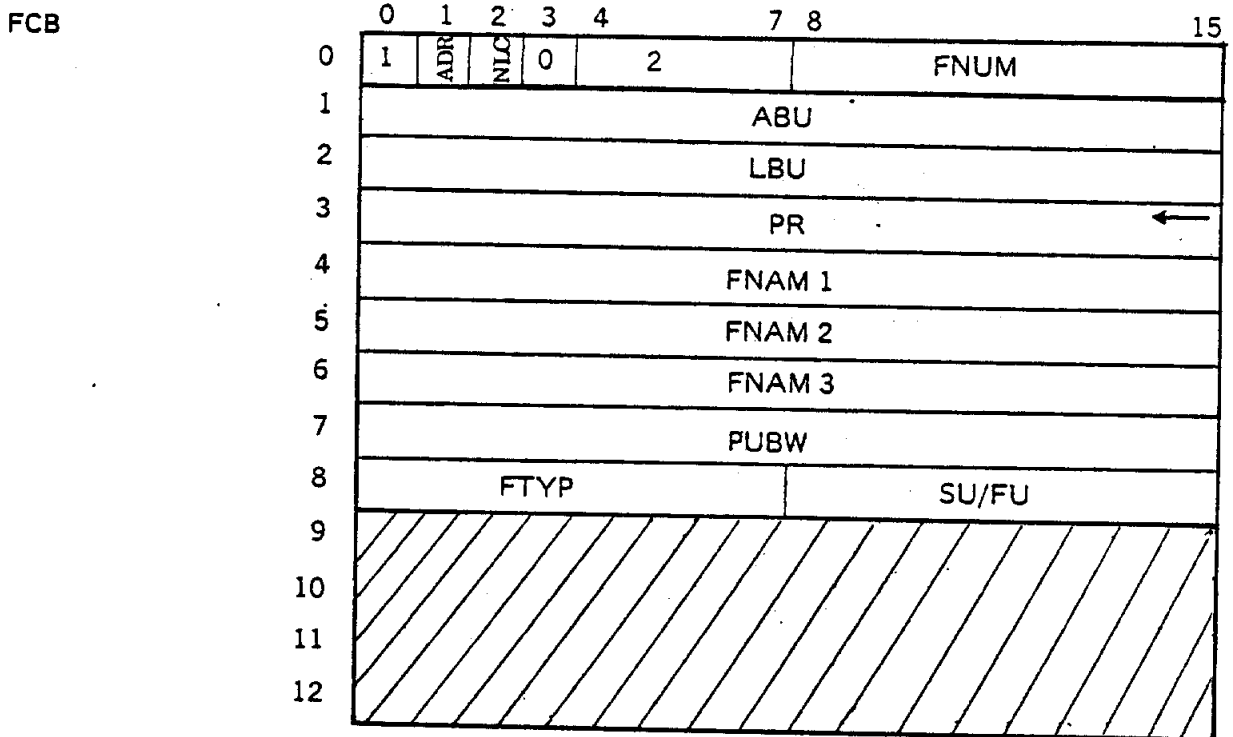 FCB
0 1 2 3 4 7 8 15
0 1 ADR NLC 0 2 FNUM
1 ABU
2 LBU
3 PR
4 FNAM 1
5 FNAM 2
6 FNAM 3
7 PUBW
8 FTYP SU/FU
9
10
11
12